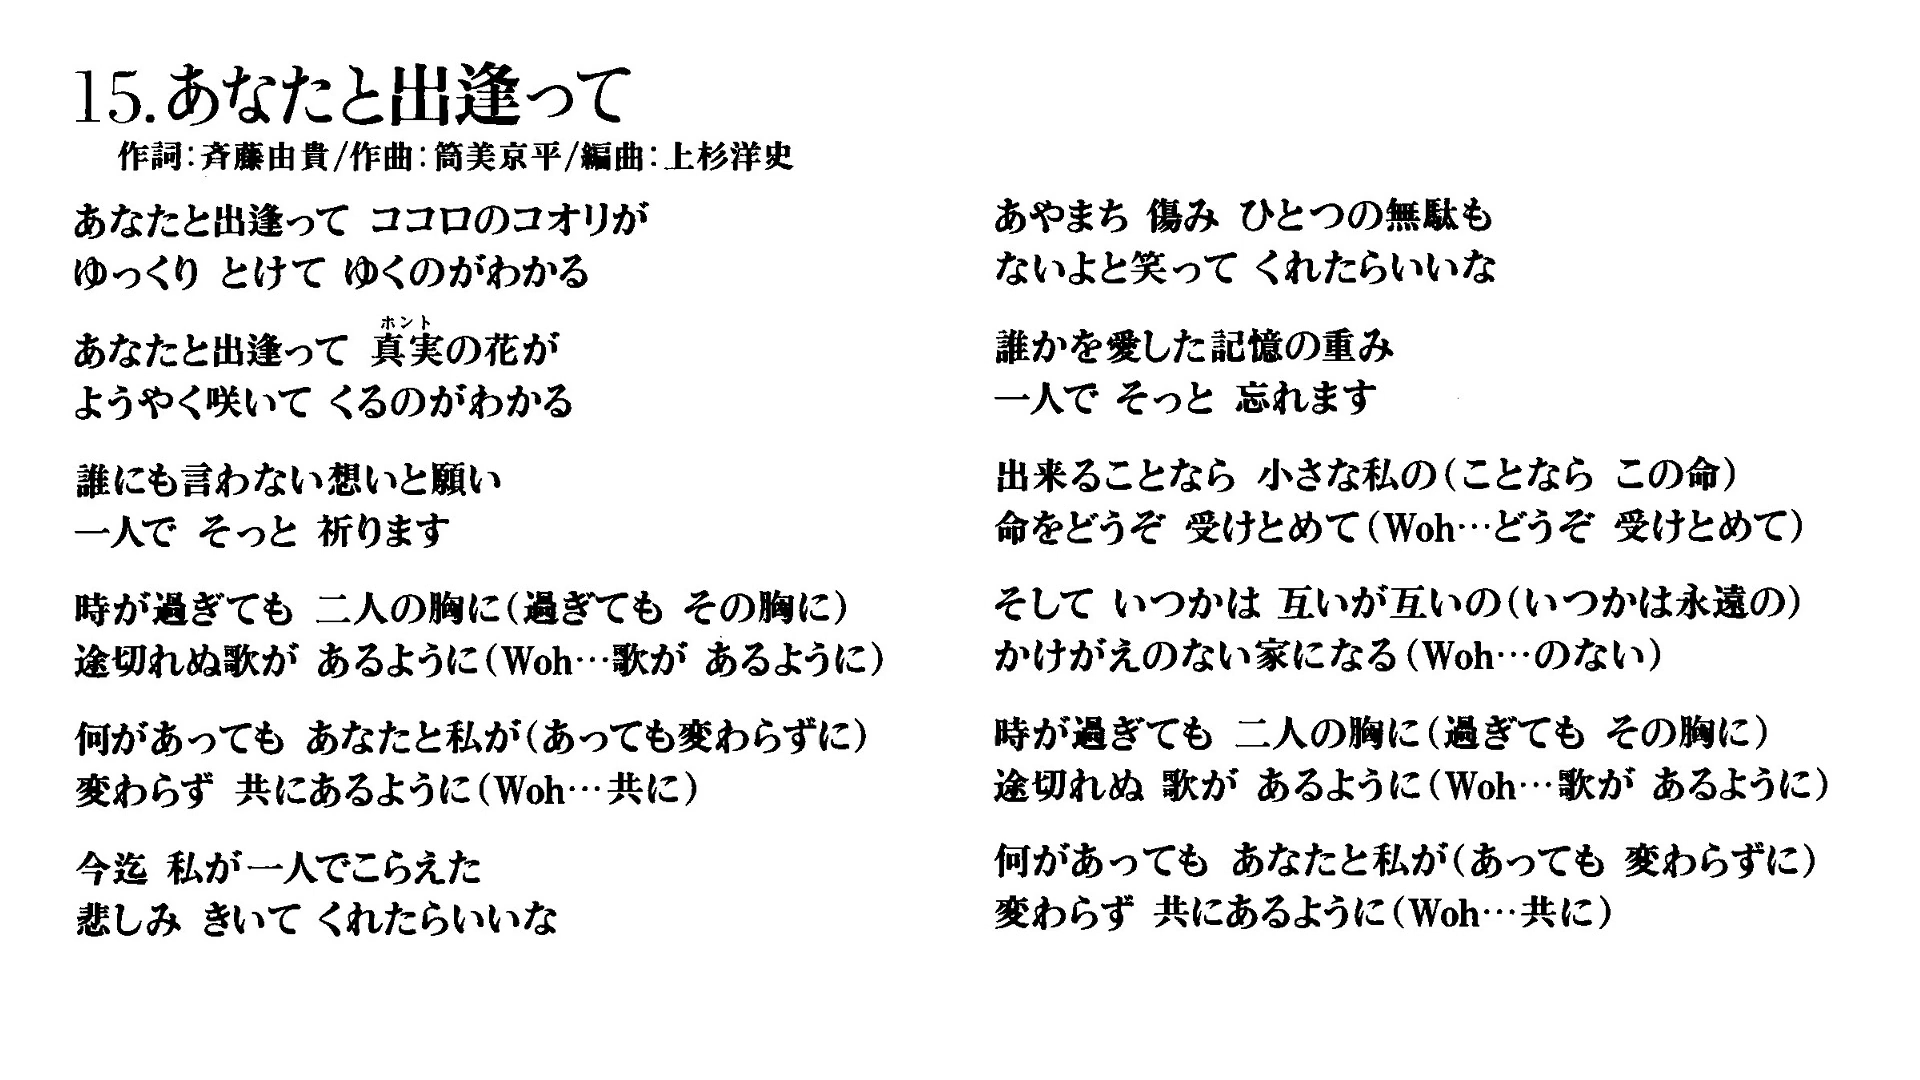 15.あなたと出逢って
作詞：斉藤由貴/作曲：筒美京平/編曲：上杉洋史
あなたと出逢って ココロのコオリが
ゆっくり とけて ゆくのがわかる
ホント
あなたと出逢って 真実の花が
ようやく咲いて くるのがわかる
誰にも言わない想いと願い
一人で そっと 祈ります
時が過ぎても 二人の胸に（過ぎても その胸に）
途切れぬ歌が あるように（Woh…歌が あるように）
何があっても あなたと私が（あっても変わらずに）
変わらず 共にあるように（Woh…共に）
今迄 私が一人でこらえた
悲しみ きいて くれたらいいな
あやまち 傷み ひとつの無駄も
ないよと笑って くれたらいいな
誰かを愛した記憶の重み
一人で そっと 忘れます
出来ることなら 小さな私の（ことなら この命）
命をどうぞ 受けとめて（Woh…どうぞ 受けとめて）
そして いつかは 互いが互いの（いつかは永遠の）
かけがえのない家になる（Woh…のない）
時が過ぎても 二人の胸に（過ぎても その胸に）
途切れぬ 歌が あるように（Woh…歌が あるように）
何があっても あなたと私が（あっても 変わらずに）
変わらず 共にあるように（Woh…共に）